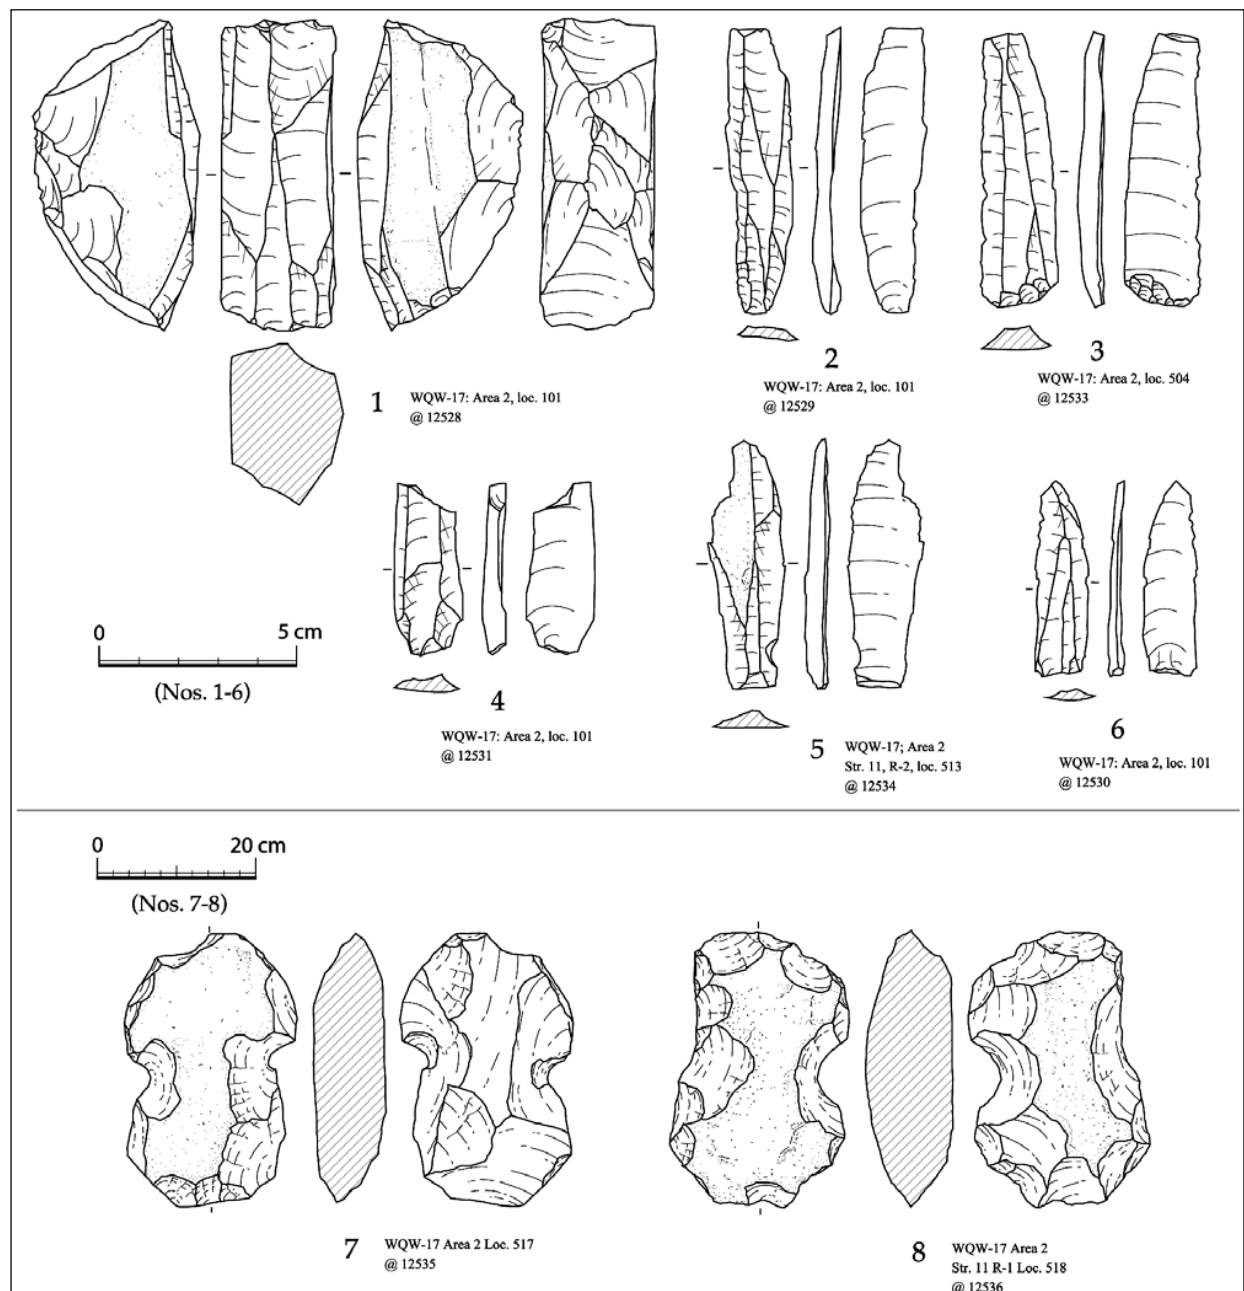 1
WQW-17: Area 2, loc. 101
@ 12528
2
WQW-17: Area 2, loc. 101
@ 12529
3
WQW-17: Area 2, loc. 504
@ 12533
0 5 cm
(Nos. 1-6)
4
WQW-17: Area 2, loc. 101
@ 12531
5
WQW-17; Area 2
Str. 11, R-2, loc. 513
@ 12534
6
WQW-17: Area 2, loc. 101
@ 12530
0 20 cm
(Nos. 7-8)
7
WQW-17 Area 2 Loc. 517
@ 12535
8
WQW-17 Area 2
Str. 11 R-1 Loc. 518
@ 12536